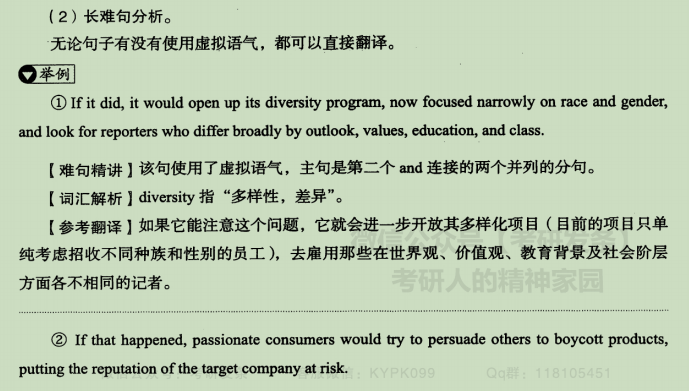 （2）长难句分析。
无论句子有没有使用虚拟语气，都可以直接翻译。
举例
① If it did, it would open up its diversity program, now focused narrowly on race and gender,
and look for reporters who differ broadly by outlook, values, education, and class.
【难句精讲】该句使用了虚拟语气，主句是第二个 and 连接的两个并列的分句。
【词汇解析】diversity 指“多样性，差异”。
【参考翻译】如果它能注意这个问题，它就会进一步开放其多样化项目（目前的项目只单
纯考虑招收不同种族和性别的员工），去雇用那些在世界观、价值观、教育背景及社会阶层
方面各不相同的记者。
考研人的精神家园
② If that happened, passionate consumers would try to persuade others to boycott products,
putting the reputation of the target company at risk.
KYPK099 Qq群：118105451